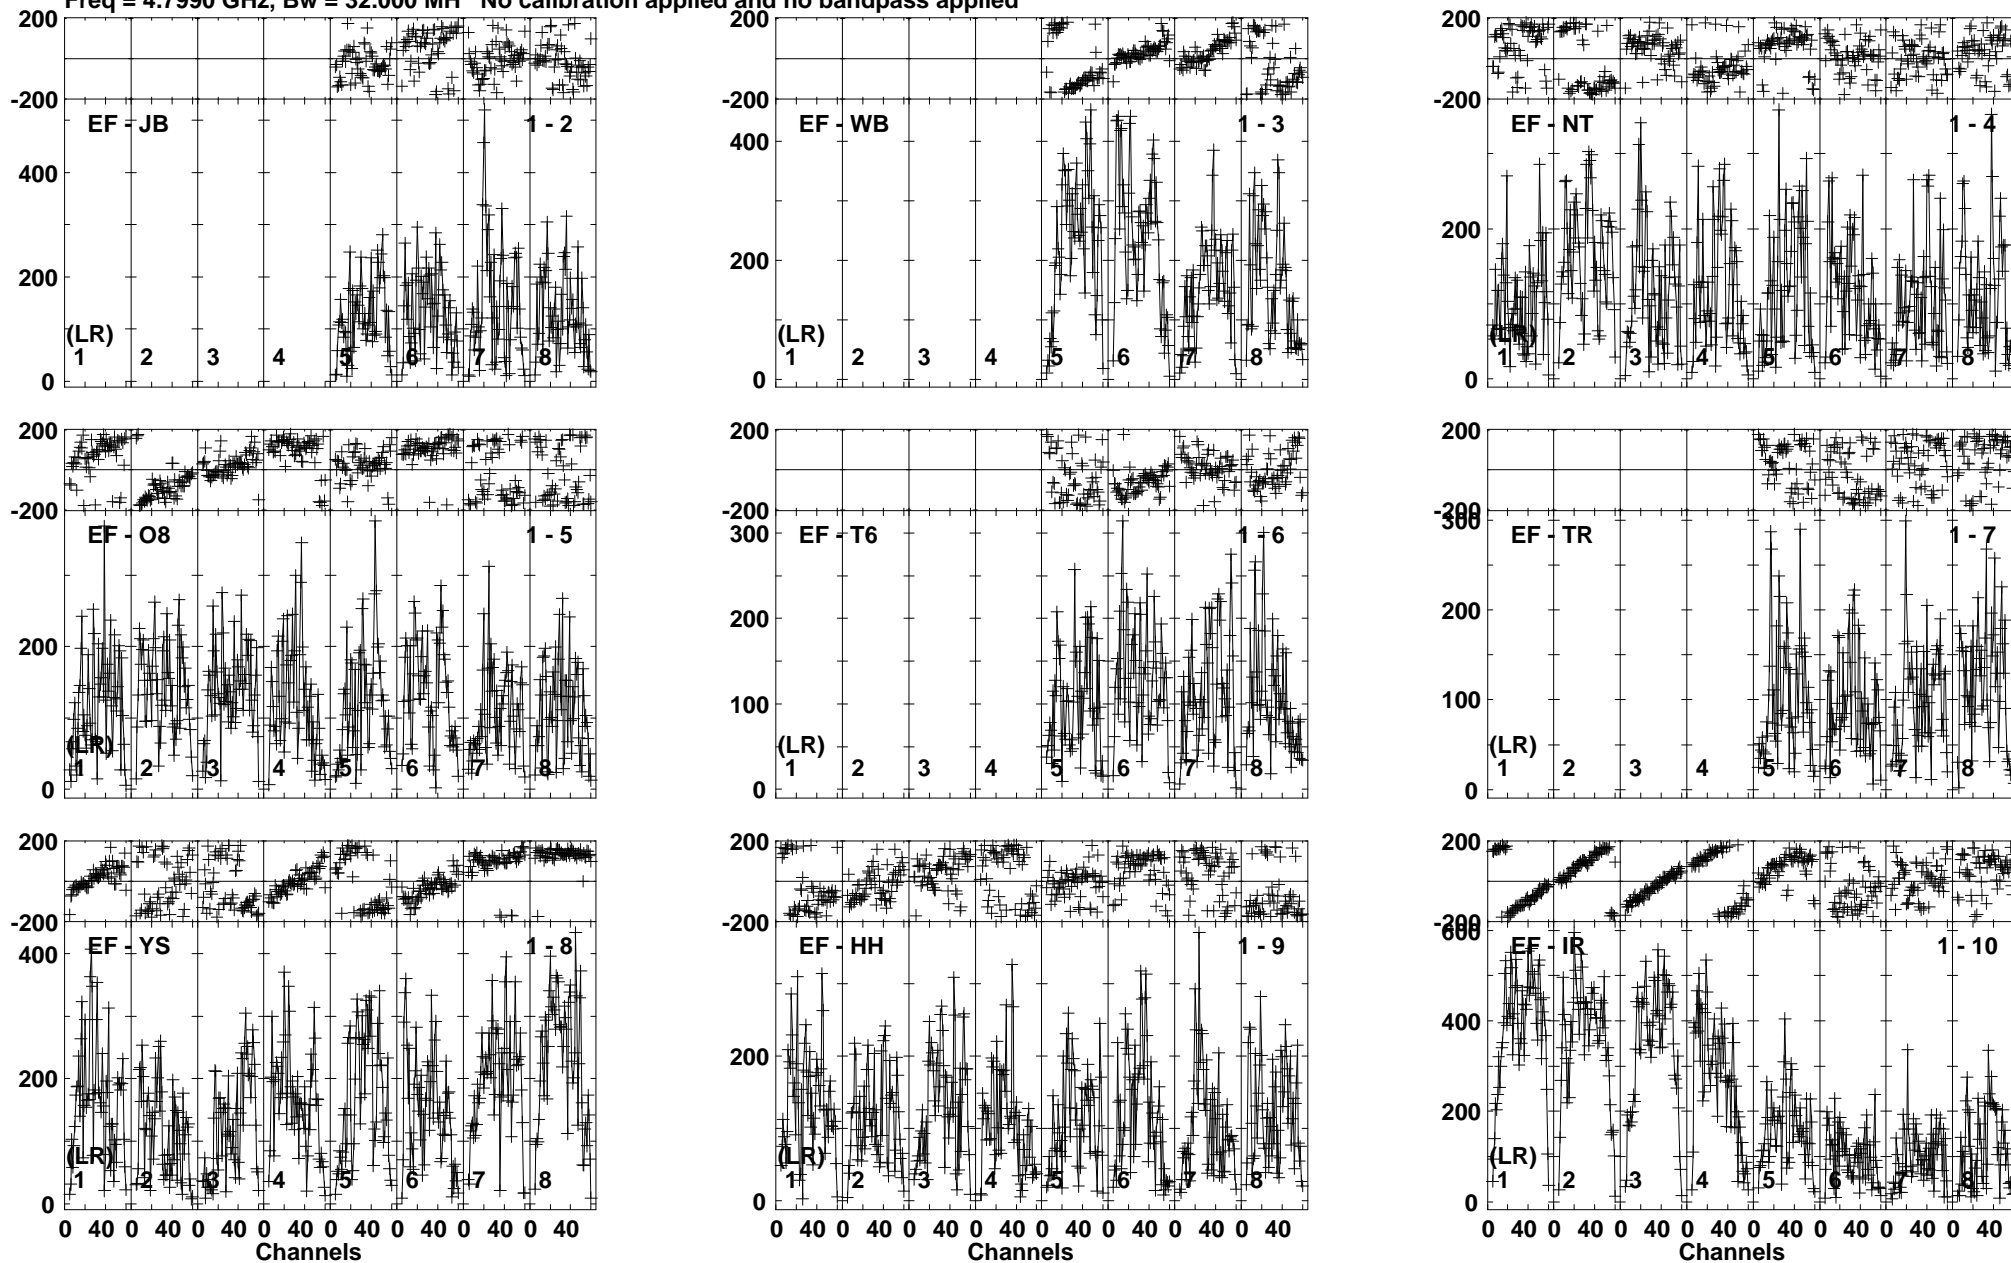 Freq = 4.7990 GHz, Bw = 32.000 MH   No calibration applied and no bandpass applied
200 200 200
-200 -200 -200
EF - JB 1 - 2 EF - WB 1 - 3 EF - NT 1 - 4
400 400
200 200 200
(LR) (LR) (LR)
1 2 3 4 5 6 7 8 1 2 3 4 5 6 7 8 1 2 3 4 5 6 7 8
0 0 0
200 200 200
-200 -200 -200
300 300
EF - O8 1 - 5 EF - T6 1 - 6 EF - TR 1 - 7
200 200 200
100 100
(LR) (LR) (LR)
1 2 3 4 5 6 7 8 1 2 3 4 5 6 7 8 1 2 3 4 5 6 7 8
0 0 0
200 200 200
-200 -200 -200
600
EF - YS 1 - 8 EF - HH 1 - 9 EF - IR 1 - 10
400 400
200 200 200
(LR) (LR) (LR)
1 2 3 4 5 6 7 8 1 2 3 4 5 6 7 8 1 2 3 4 5 6 7 8
0 0 0
0 40 0 40 0 40 0 40 0 40 0 40 0 40 0 40 0 40 0 40 0 40 0 40 0 40 0 40 0 40 0 40 0 40 0 40 0 40 0 40 0 40 0 40 0 40 0 40
Channels Channels